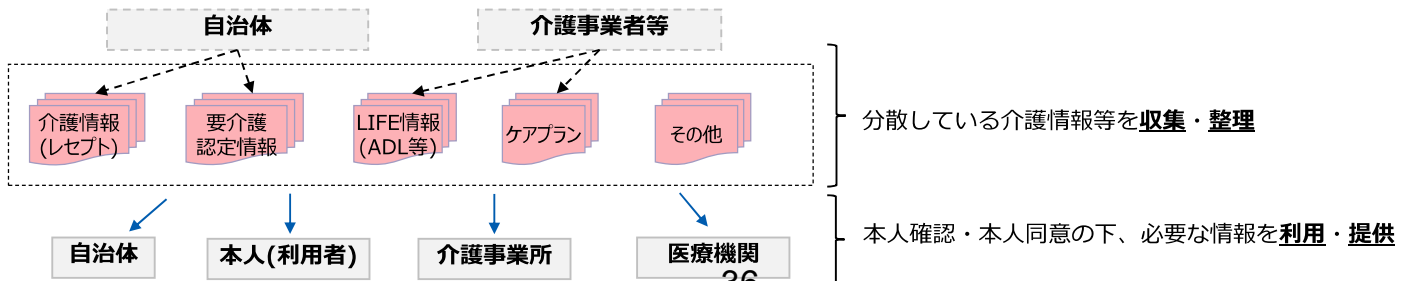 自治体
介護事業者等
介護情報
(レセプト)
要介護
認定情報
LIFE情報
(ADL等)
ケアプラン
その他
分散している介護情報等を収集・整理
自治体
本人(利用者)
介護事業所
医療機関
本人確認・本人同意の下、必要な情報を利用・提供
36